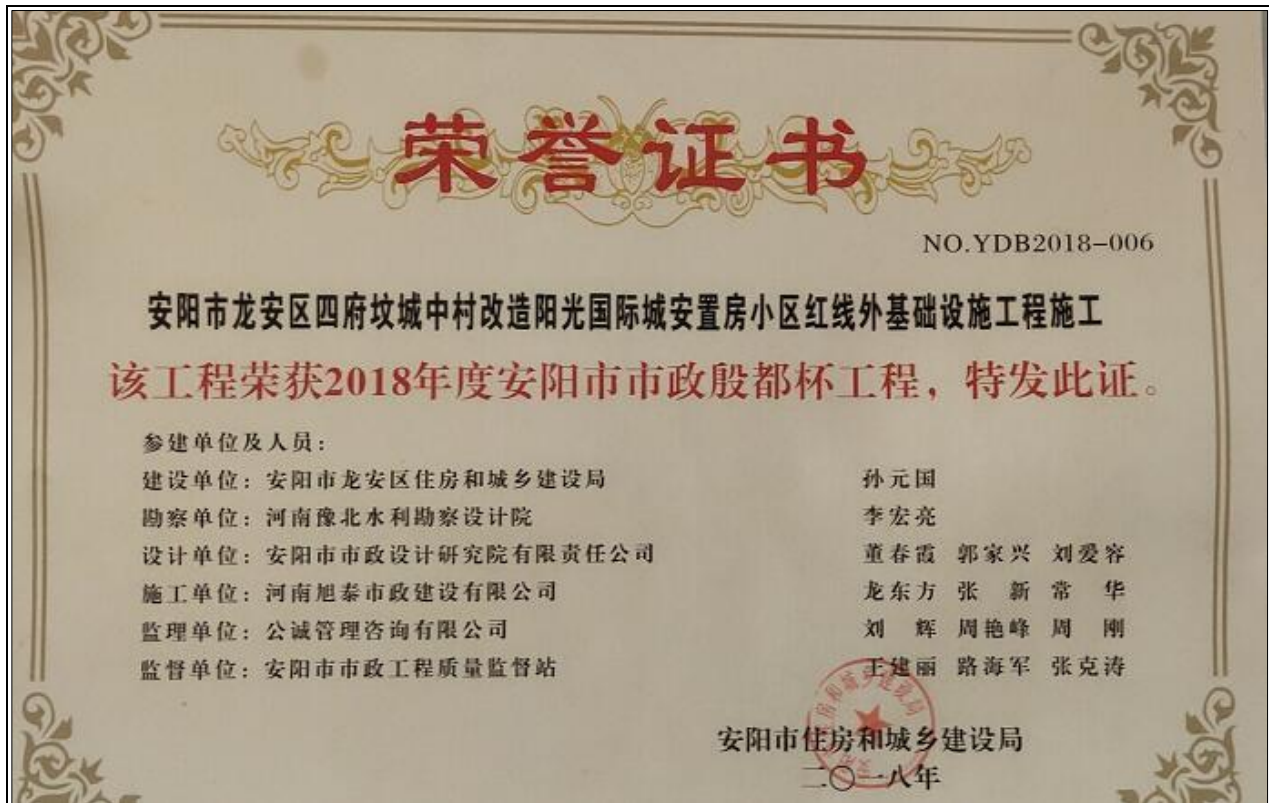 荣誉证书
NO.YDB2018-006
安阳市龙安区四府坟城中村改造阳光国际城安置房小区红线外基础设施工程施工
该工程荣获2018年度安阳市市政殷都杯工程，特发此证。
参建单位及人员：
建设单位：安阳市龙安区住房和城乡建设局 孙元国
勘察单位：河南豫北水利勘察设计院 李宏亮
设计单位：安阳市市政设计研究院有限责任公司 董春霞 郭家兴 刘爱容
施工单位：河南旭泰市政建设有限公司 龙东方 张 新 常 华
监理单位：公诚管理咨询有限公司 刘 辉 周艳峰 周 刚
监督单位：安阳市市政工程质量监督站 王建丽 路海军 张克涛
安阳市住房和城乡建设局
二〇一八年